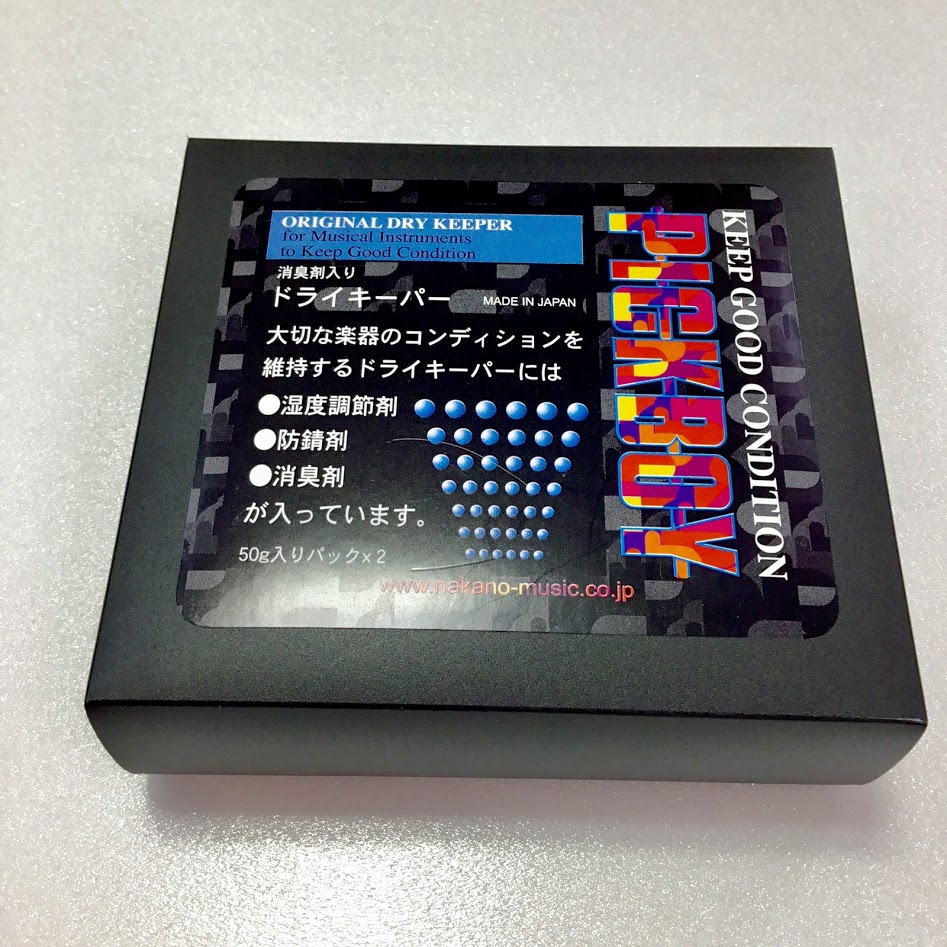 ORIGINAL DRY KEEPER
for Musical Instruments
to Keep Good Condition
消臭剤入り
ドライキーパー MADE IN JAPAN
大切な楽器のコンディションを
維持するドライキーパーには
●湿度調節剤
●防錆剤
●消臭剤
が入っています。
50g入りパックx2
www.nakano-music.co.jp
PICKBOY
KEEP GOOD CONDITION